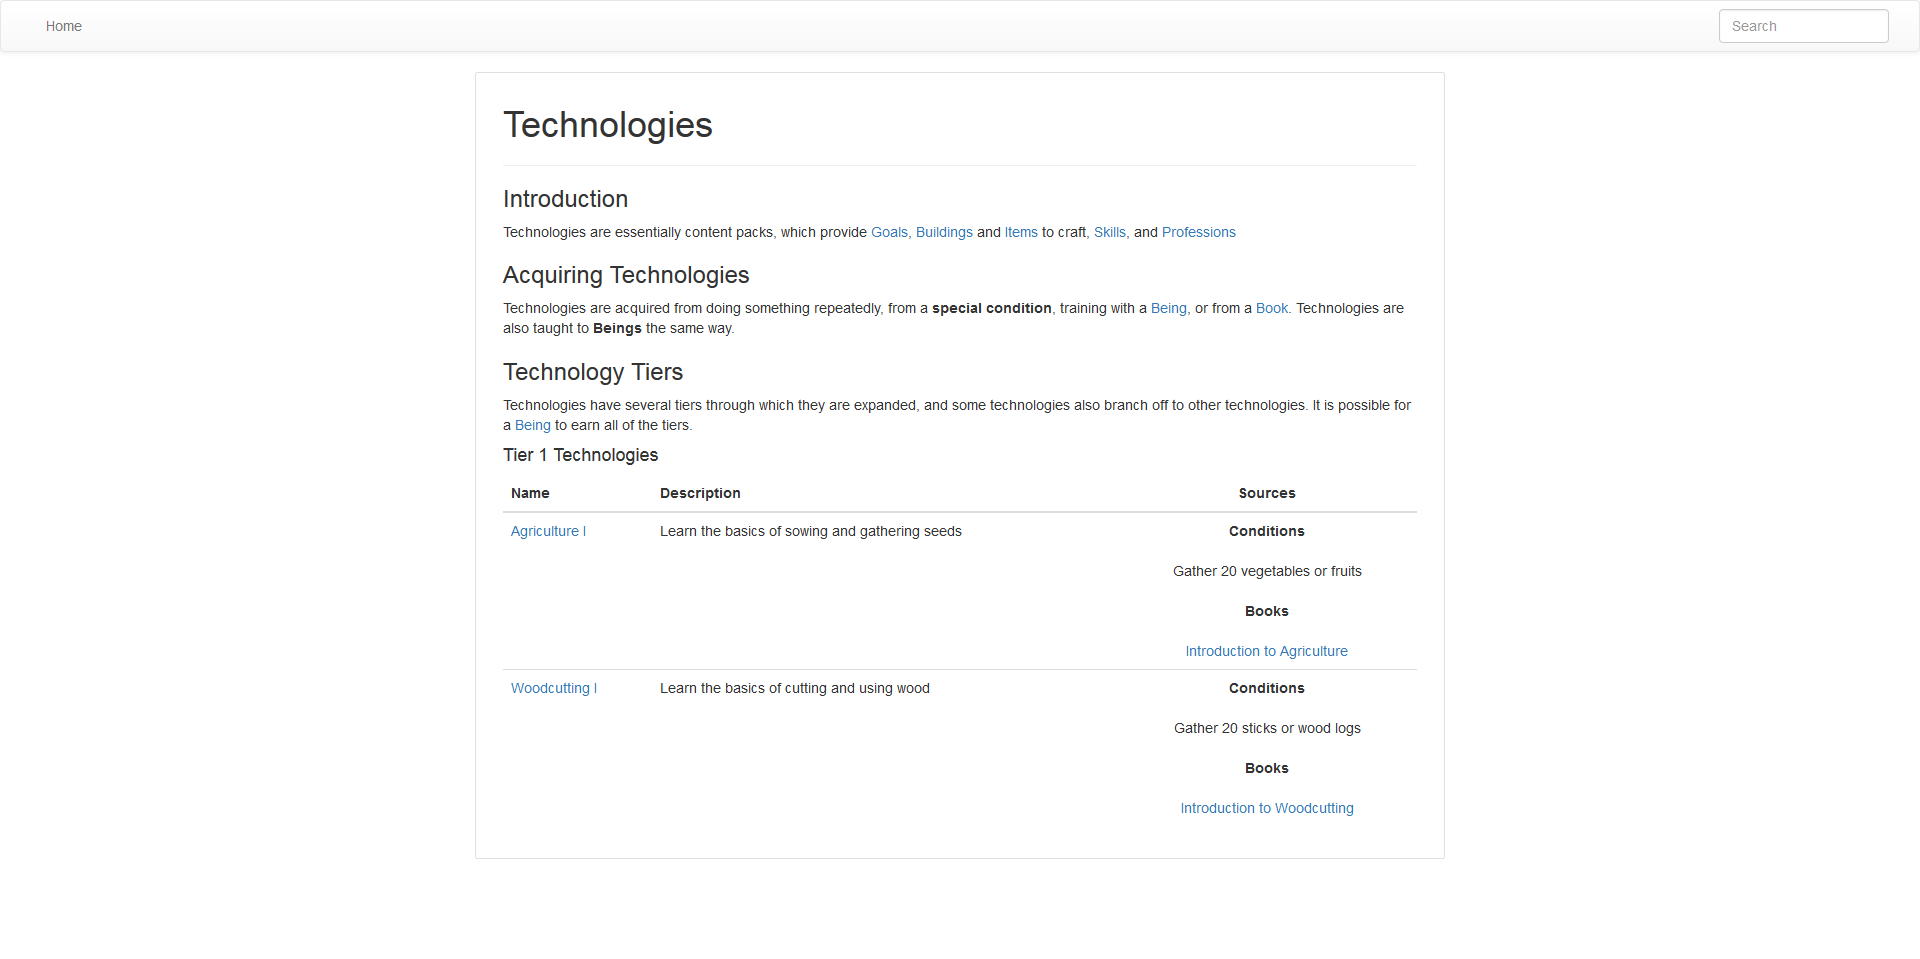 Home
Search
Technologies
Introduction
Technologies are essentially content packs, which provide Goals, Buildings and Items to craft, Skills, and Professions
Acquiring Technologies
Technologies are acquired from doing something repeatedly, from a special condition, training with a Being, or from a Book. Technologies are
also taught to Beings the same way.
Technology Tiers
Technologies have several tiers through which they are expanded, and some technologies also branch off to other technologies. It is possible for
a Being to earn all of the tiers.
Tier 1 Technologies
Name Description Sources
Agriculture I Learn the basics of sowing and gathering seeds Conditions
Gather 20 vegetables or fruits
Books
Introduction to Agriculture
Woodcutting I Learn the basics of cutting and using wood Conditions
Gather 20 sticks or wood logs
Books
Introduction to Woodcutting